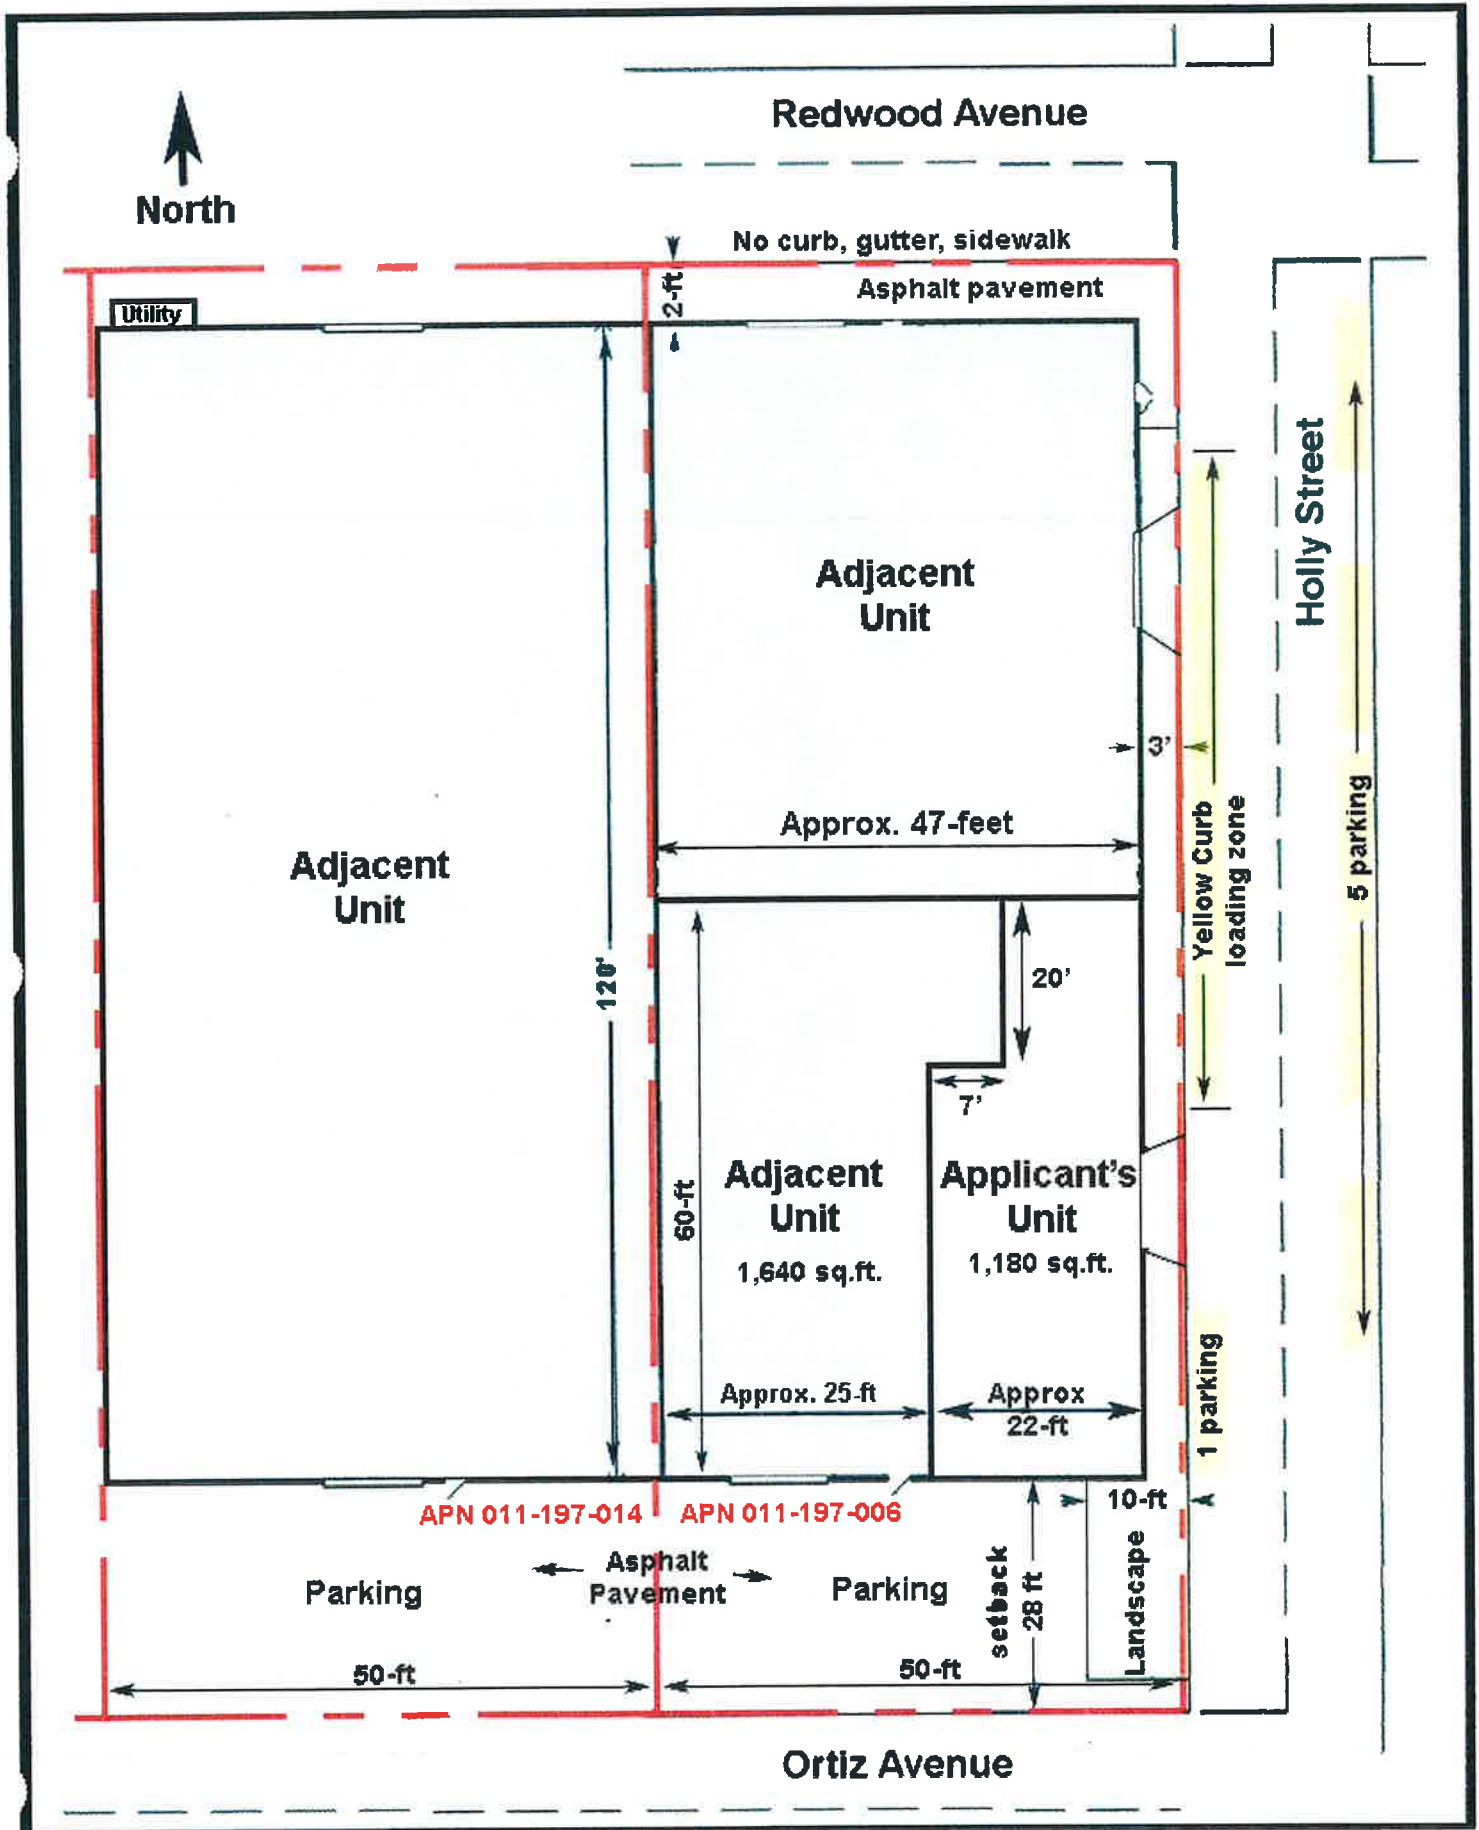 Redwood Avenue
North
No curb, gutter, sidewalk
2-ft
Asphalt pavement
Utility
Holly Street
Adjacent
Unit
3'
Approx. 47-feet
Adjacent
Unit
Yellow Curb
loading zone
5 parking
120'
20'
7'
60-ft
Adjacent
Unit
1,640 sq.ft.
Applicant's
Unit
1,180 sq.ft.
Approx. 25-ft
Approx
22-ft
1 parking
APN 011-197-014
APN 011-197-006
10-ft
Asphalt
Pavement
Parking
Parking
setback
28 ft
Landscape
50-ft
50-ft
Ortiz Avenue